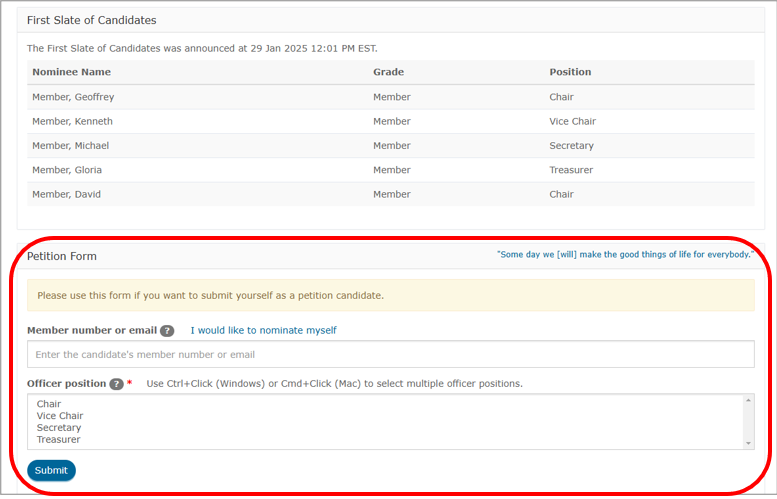 First Slate of Candidates
The First Slate of Candidates was announced at 29 Jan 2025 12:01 PM EST.
Nominee Name Grade Position
Member, Geoffrey Member Chair
Member, Kenneth Member Vice Chair
Member, Michael Member Secretary
Member, Gloria Member Treasurer
Member, David Member Chair
Petition Form "Some day we [will] make the good things of life for everybody."
Please use this form if you want to submit yourself as a petition candidate.
Member number or email ? I would like to nominate myself
Enter the candidate's member number or email
Officer position ? * Use Ctrl+Click (Windows) or Cmd+Click (Mac) to select multiple officer positions.
Chair
Vice Chair
Secretary
Treasurer
Submit